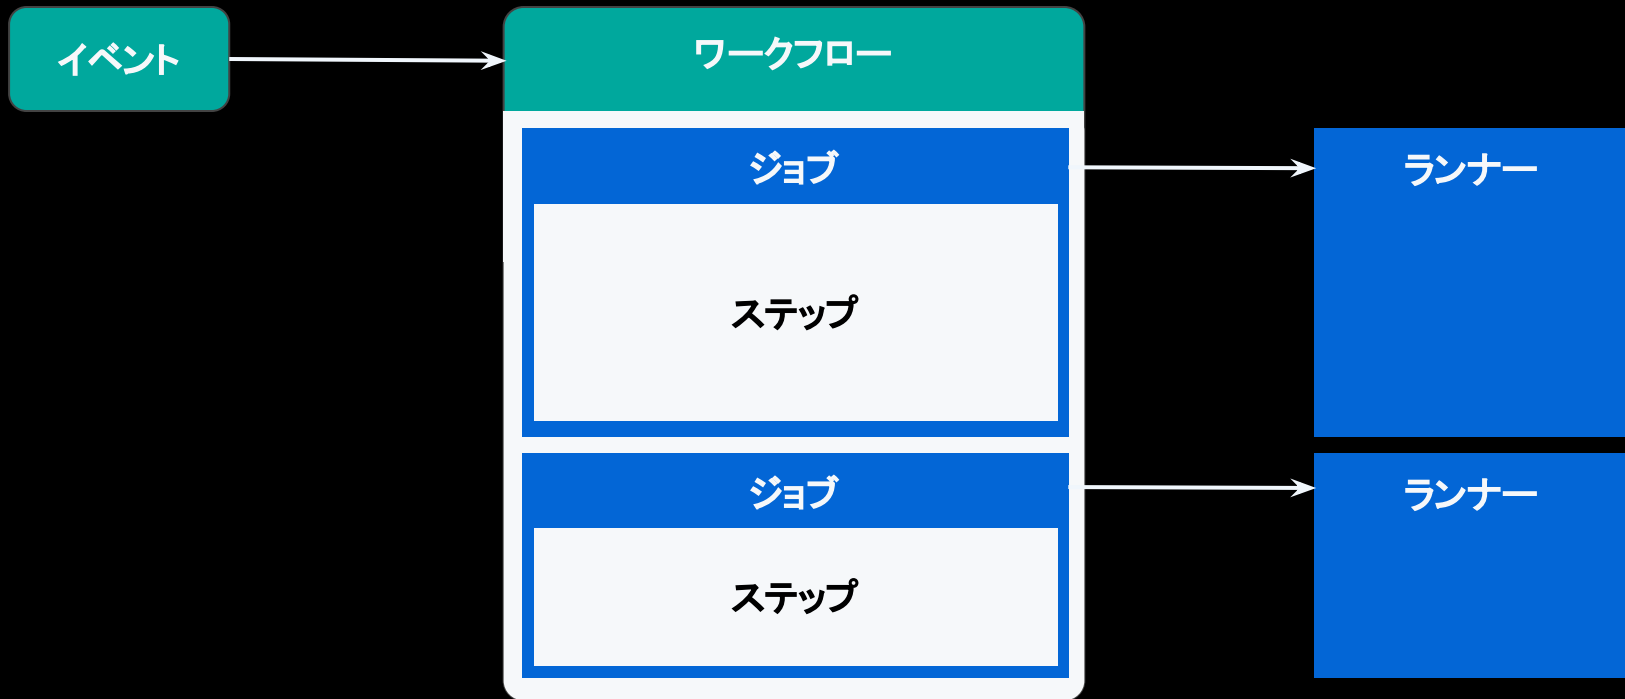 イベント
ワークフロー
ジョブ
ランナー
ステップ
ジョブ
ランナー
ステップ